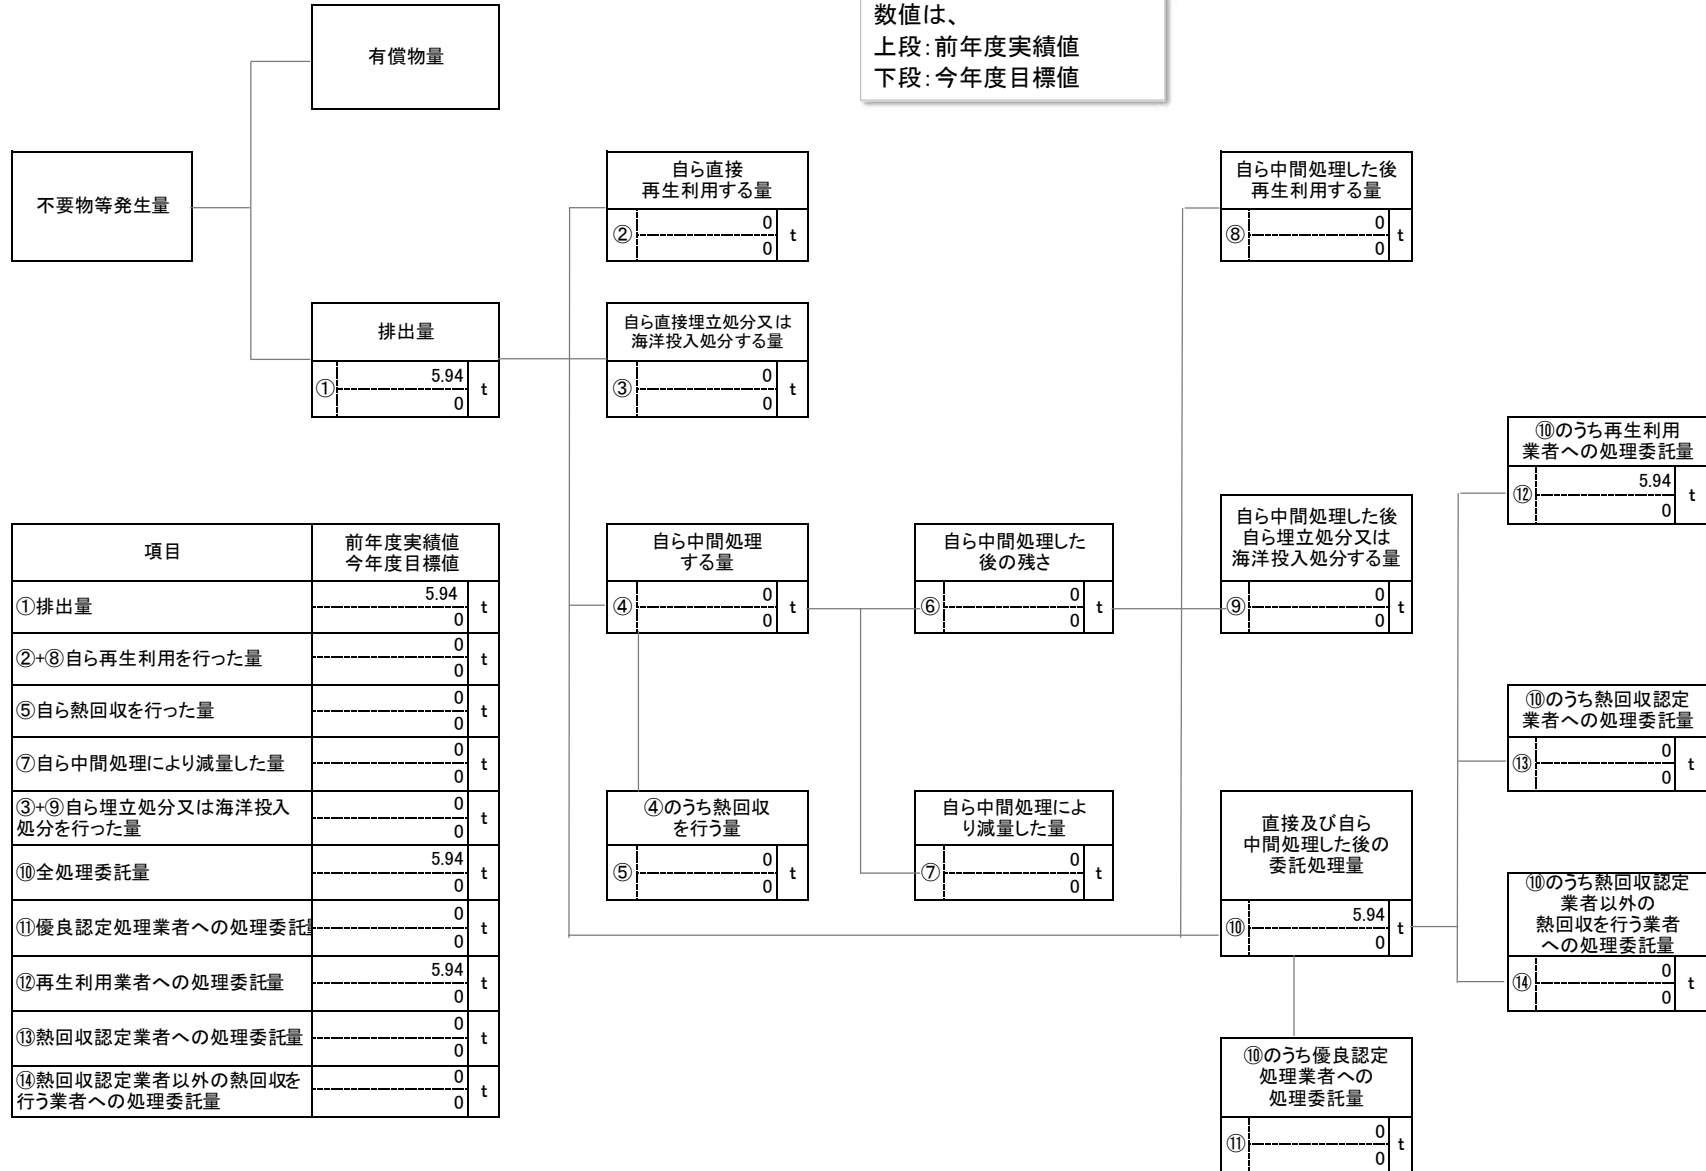 数値は、
上段：前年度実績値
下段：今年度目標値
有償物量
不要物等発生量
排出量
①
5.94
0
t
自ら直接
再生利用する量
②
0
0
t
自ら直接埋立処分又は
海洋投入処分する量
③
0
0
t
自ら中間処理
する量
④
0
0
t
④のうち熱回収
を行う量
⑤
0
0
t
自ら中間処理した
後の残さ
⑥
0
0
t
自ら中間処理によ
り減量した量
⑦
0
0
t
自ら中間処理した後
再生利用する量
⑧
0
0
t
自ら中間処理した後
自ら埋立処分又は
海洋投入処分する量
⑨
0
0
t
直接及び自ら
中間処理した後の
委託処理量
⑩
5.94
0
t
⑩のうち優良認定
処理業者への
処理委託量
⑪
0
0
t
⑩のうち再生利用
業者への処理委託量
⑫
5.94
0
t
⑩のうち熱回収認定
業者への処理委託量
⑬
0
0
t
⑩のうち熱回収認定
業者以外の
熱回収を行う業者
への処理委託量
⑭
0
0
t
項目
前年度実績値
今年度目標値
①排出量
5.94
0
t
②+⑧自ら再生利用を行った量
0
0
t
⑤自ら熱回収を行った量
0
0
t
⑦自ら中間処理により減量した量
0
0
t
③+⑨自ら埋立処分又は海洋投入
処分を行った量
0
0
t
⑩全処理委託量
5.94
0
t
⑪優良認定処理業者への処理委託
0
0
t
⑫再生利用業者への処理委託量
5.94
0
t
⑬熱回収認定業者への処理委託量
0
0
t
⑭熱回収認定業者以外の熱回収を
行う業者への処理委託量
0
0
t